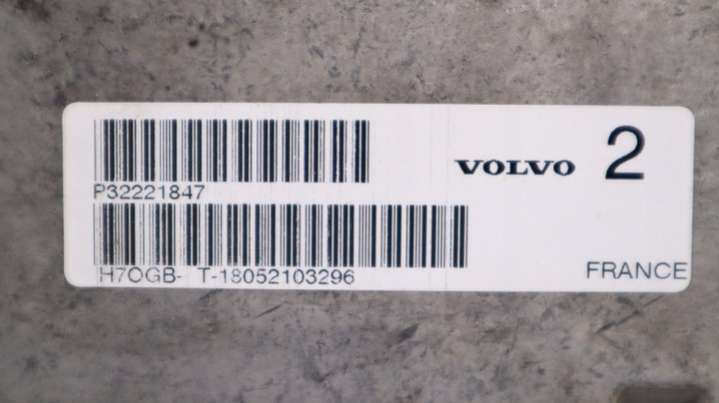 P32221847
VOLVO 2
H7OGB- T-18052103296
FRANCE